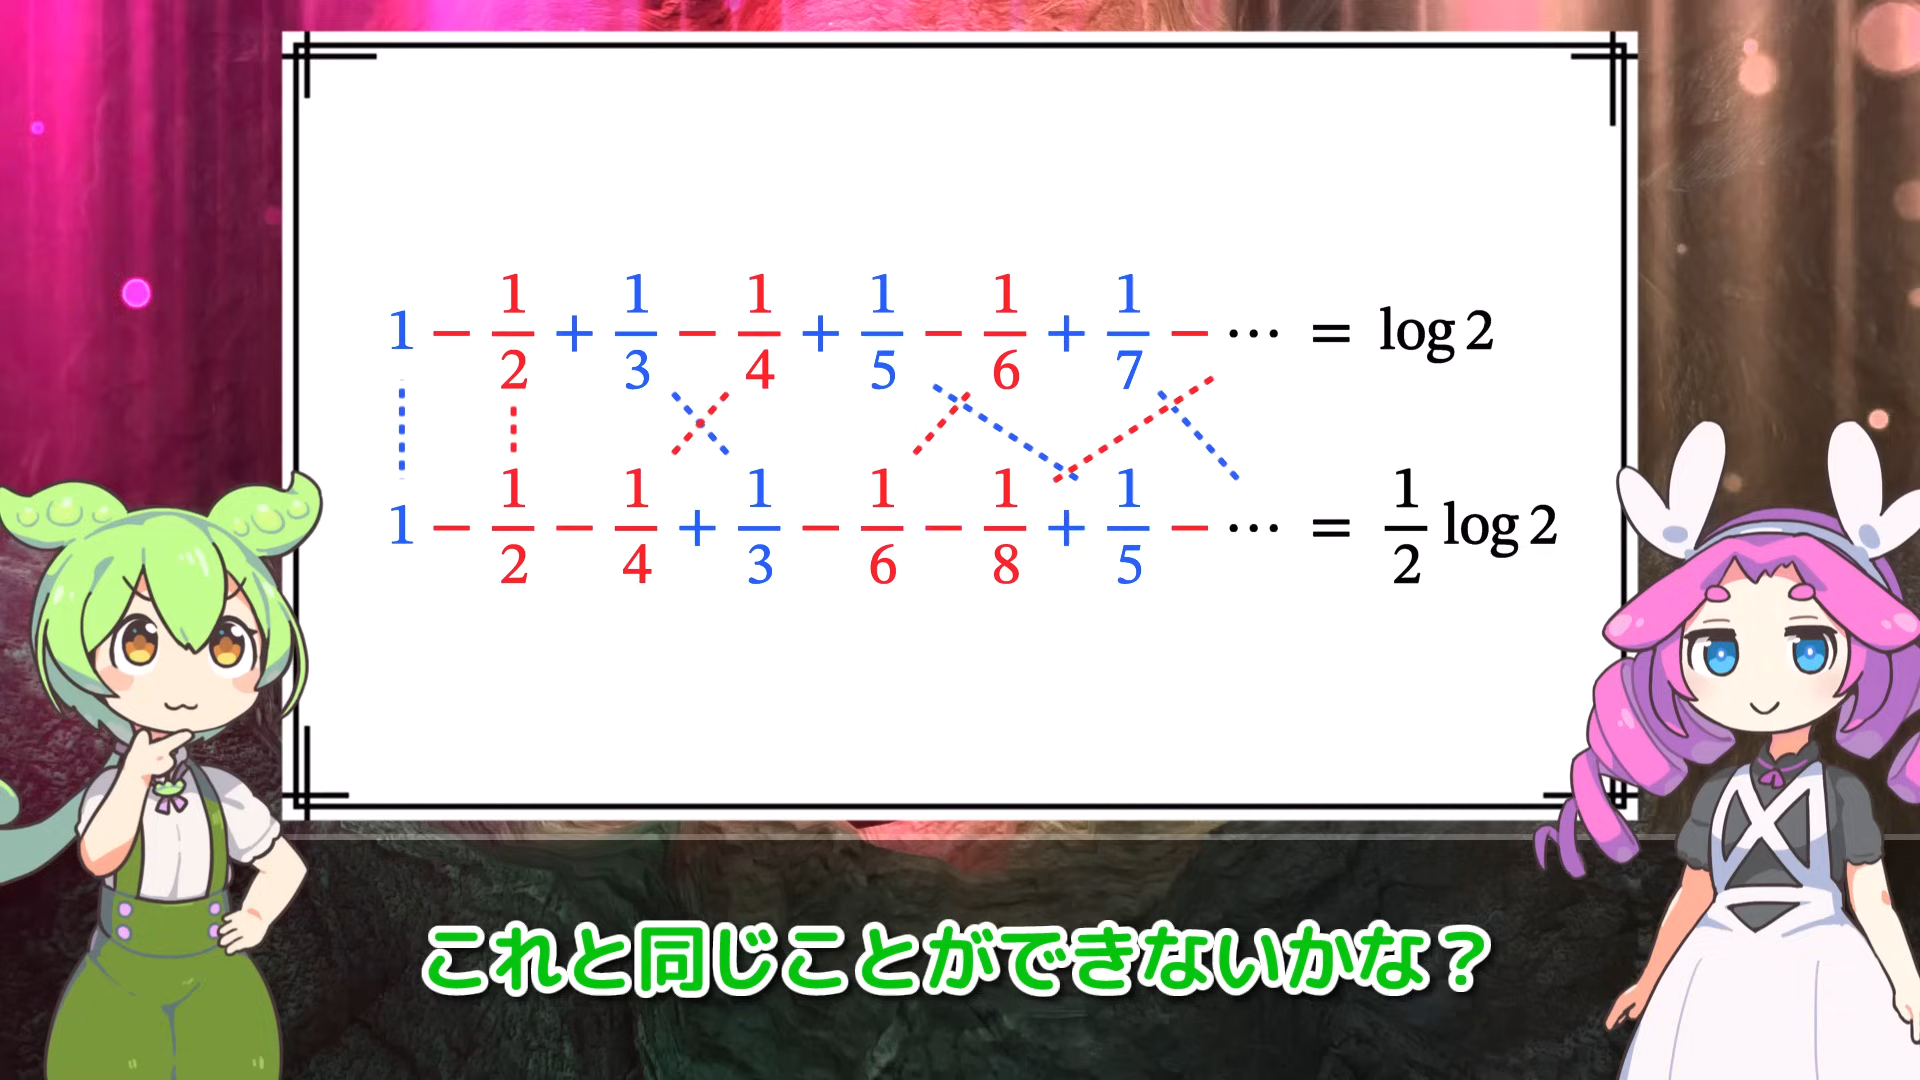 1 − 1/2 + 1/3 − 1/4 + 1/5 − 1/6 + 1/7 − ⋯ = log 2
1 − 1/2 − 1/4 + 1/3 − 1/6 − 1/8 + 1/5 − ⋯ = 1/2 log 2
これと同じことができないかな？